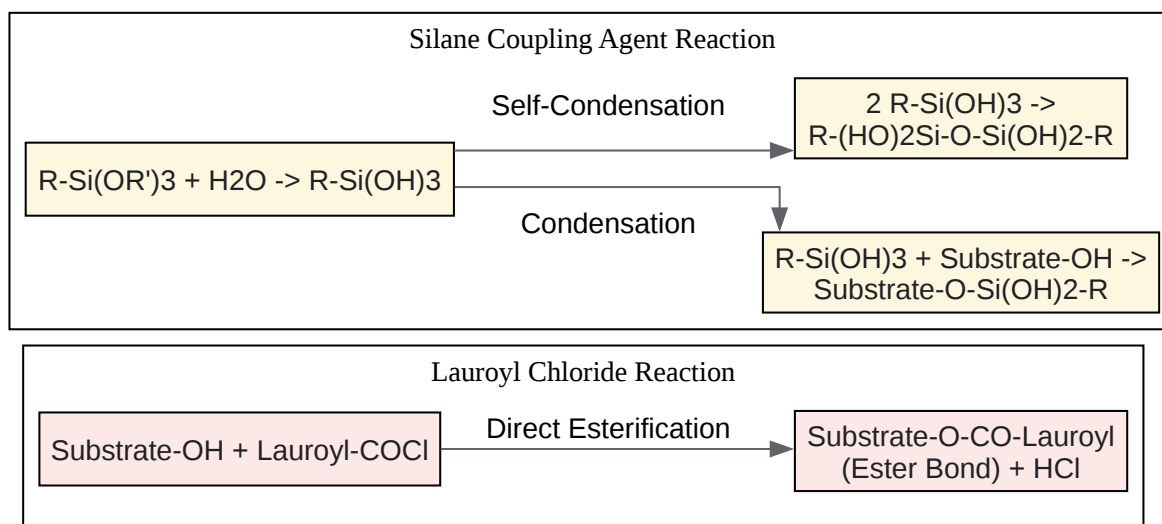 Silane Coupling Agent Reaction
Self-Condensation
2 R-Si(OH)3 ->
R-(HO)2Si-O-Si(OH)2-R
R-Si(OR')3 + H2O -> R-Si(OH)3
Condensation
R-Si(OH)3 + Substrate-OH ->
Substrate-O-Si(OH)2-R
Lauroyl Chloride Reaction
Substrate-OH + Lauroyl-COCl
Direct Esterification
Substrate-O-CO-Lauroyl
(Ester Bond) + HCl